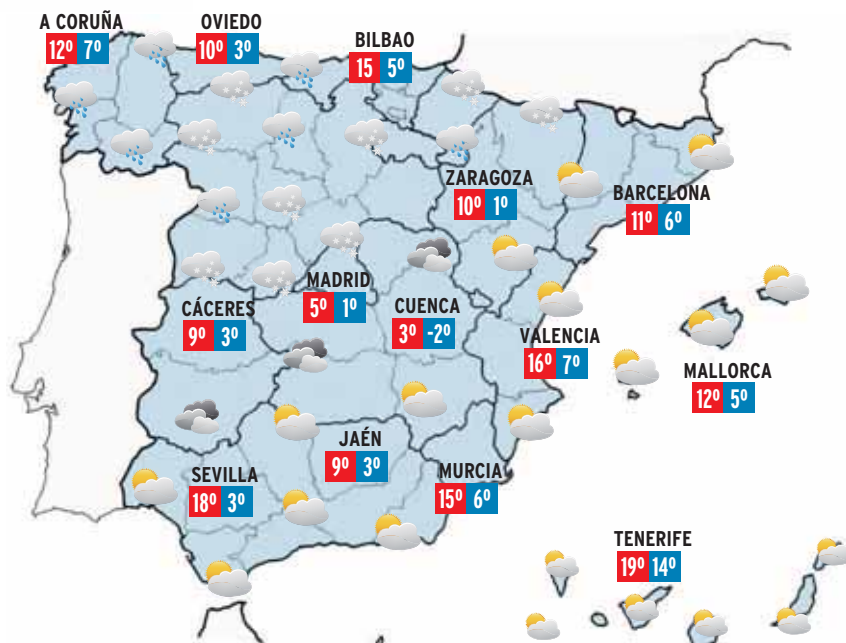 A CORUÑA
12º 7º
OVIEDO
10º 3º
BILBAO
15 5º
ZARAGOZA
10º 1º
BARCELONA
11º 6º
MADRID
5º 1º
CÁCERES
9º 3º
CUENCA
3º -2º
VALENCIA
16º 7º
MALLORCA
12º 5º
JAÉN
9º 3º
SEVILLA
18º 3º
MURCIA
15º 6º
TENERIFE
19º 14º